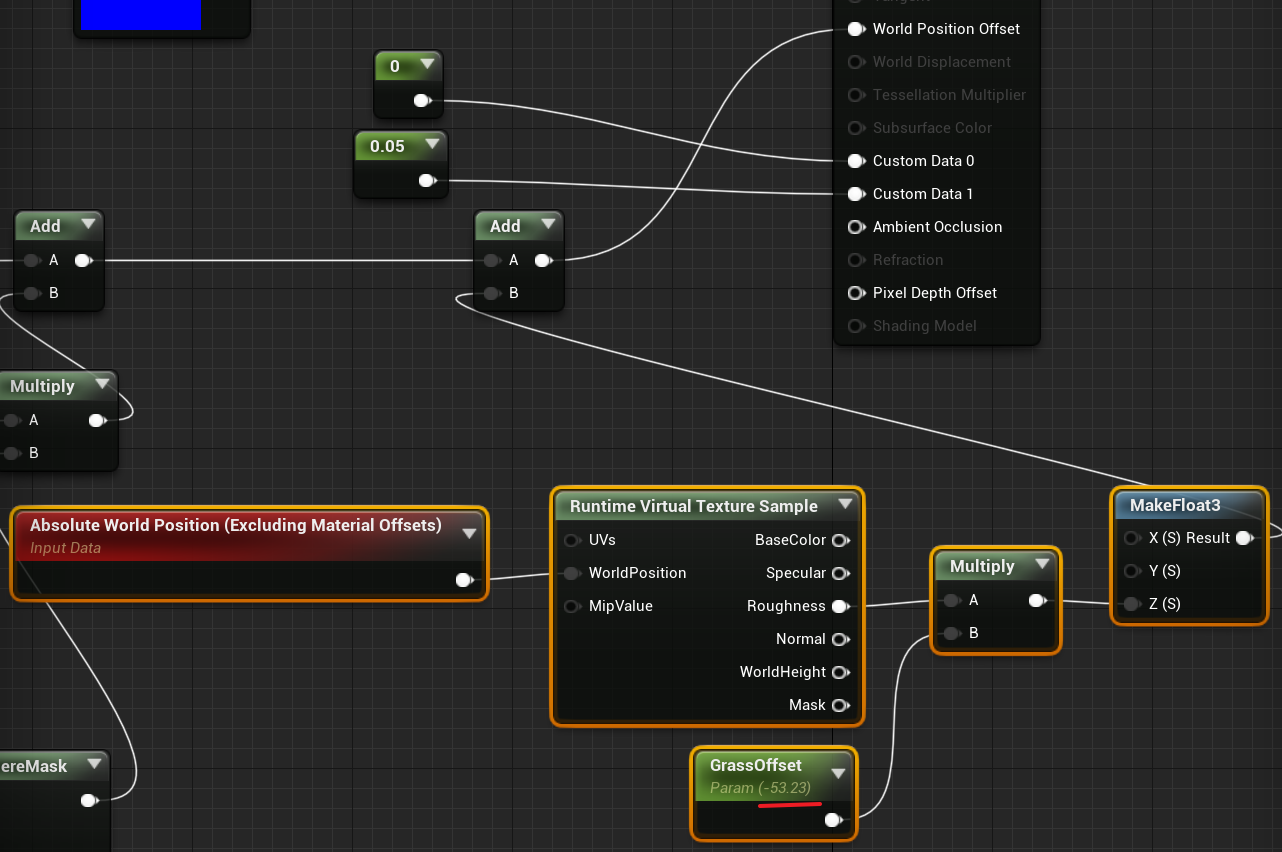 World Position Offset
World Displacement
Tessellation Multiplier
Subsurface Color
Custom Data 0
Custom Data 1
Ambient Occlusion
Refraction
Pixel Depth Offset
Shading Model
0
0.05
Add
A
B
Add
A
B
Multiply
A
B
Absolute World Position (Excluding Material Offsets)
Input Data
Runtime Virtual Texture Sample
UVs BaseColor
WorldPosition Specular
MipValue Roughness
Normal
WorldHeight
Mask
Multiply
A
B
MakeFloat3
X (S) Result
Y (S)
Z (S)
ereMask
GrassOffset
Param (-53.23)